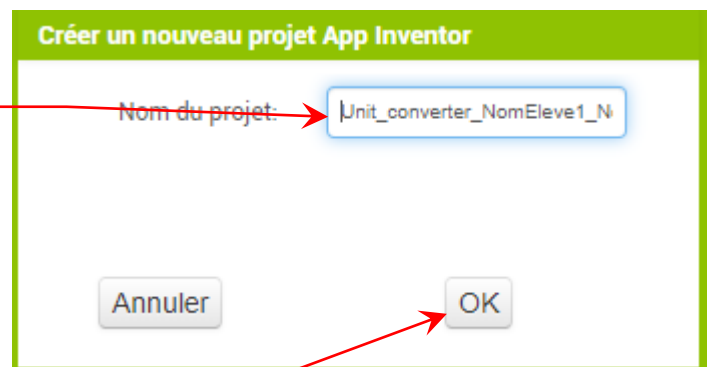 Créer un nouveau projet App Inventor
Nom du projet: Unit_converter_NomEleve1_N
Annuler OK